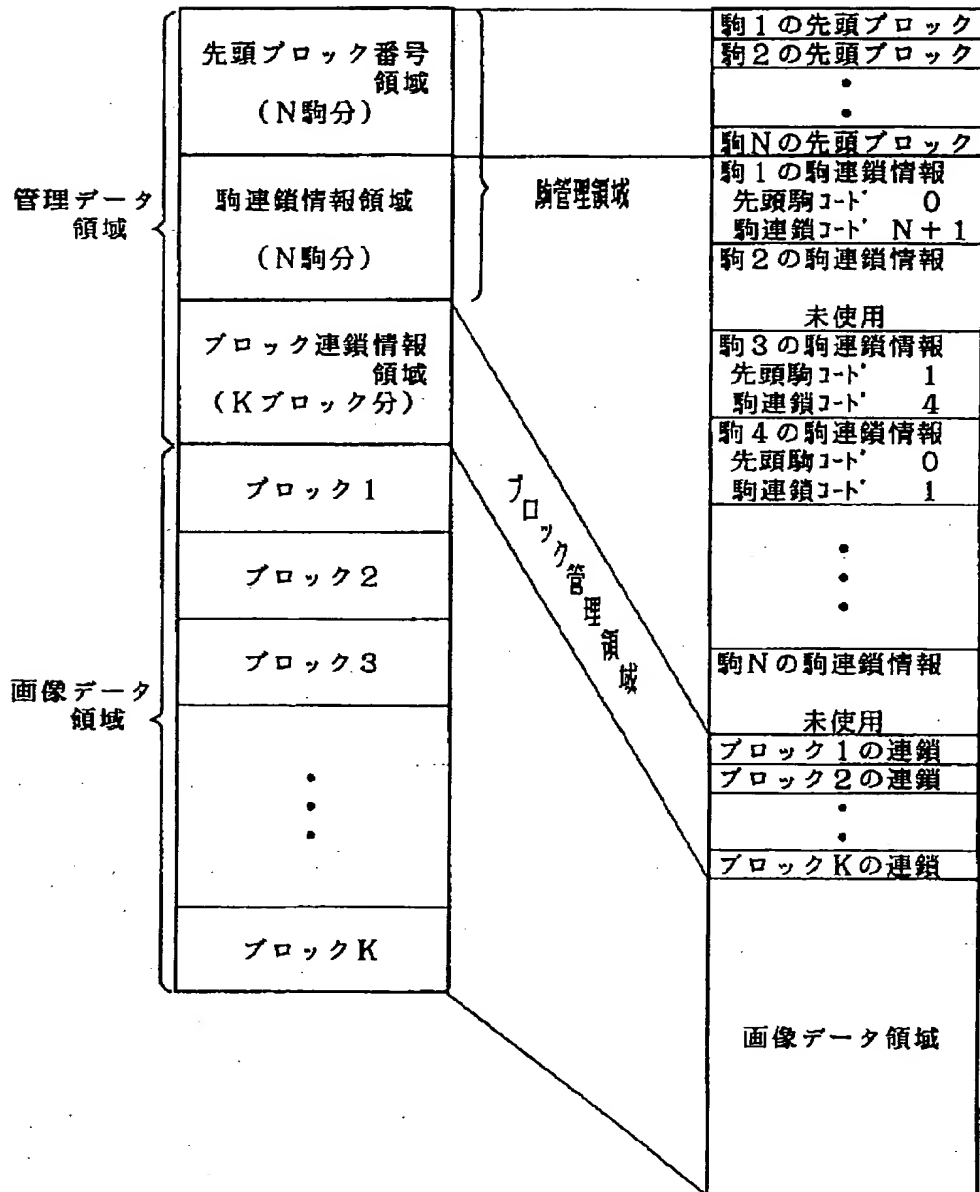 管理データ
領域
画像データ
領域
先頭ブロック番号
領域
(N駒分)
駒連鎖情報領域
(N駒分)
ブロック連鎖情報
領域
(Kブロック分)
ブロック1
ブロック2
ブロック3
ブロックK
駒管理領域
ブロック管理領域
駒1の先頭ブロック
駒2の先頭ブロック
駒Nの先頭ブロック
駒1の駒連鎖情報
先頭駒コード 0
駒連鎖コード N+1
駒2の駒連鎖情報
未使用
駒3の駒連鎖情報
先頭駒コード 1
駒連鎖コード 4
駒4の駒連鎖情報
先頭駒コード 0
駒連鎖コード 1
駒Nの駒連鎖情報
未使用
ブロック1の連鎖
ブロック2の連鎖
ブロックKの連鎖
画像データ領域